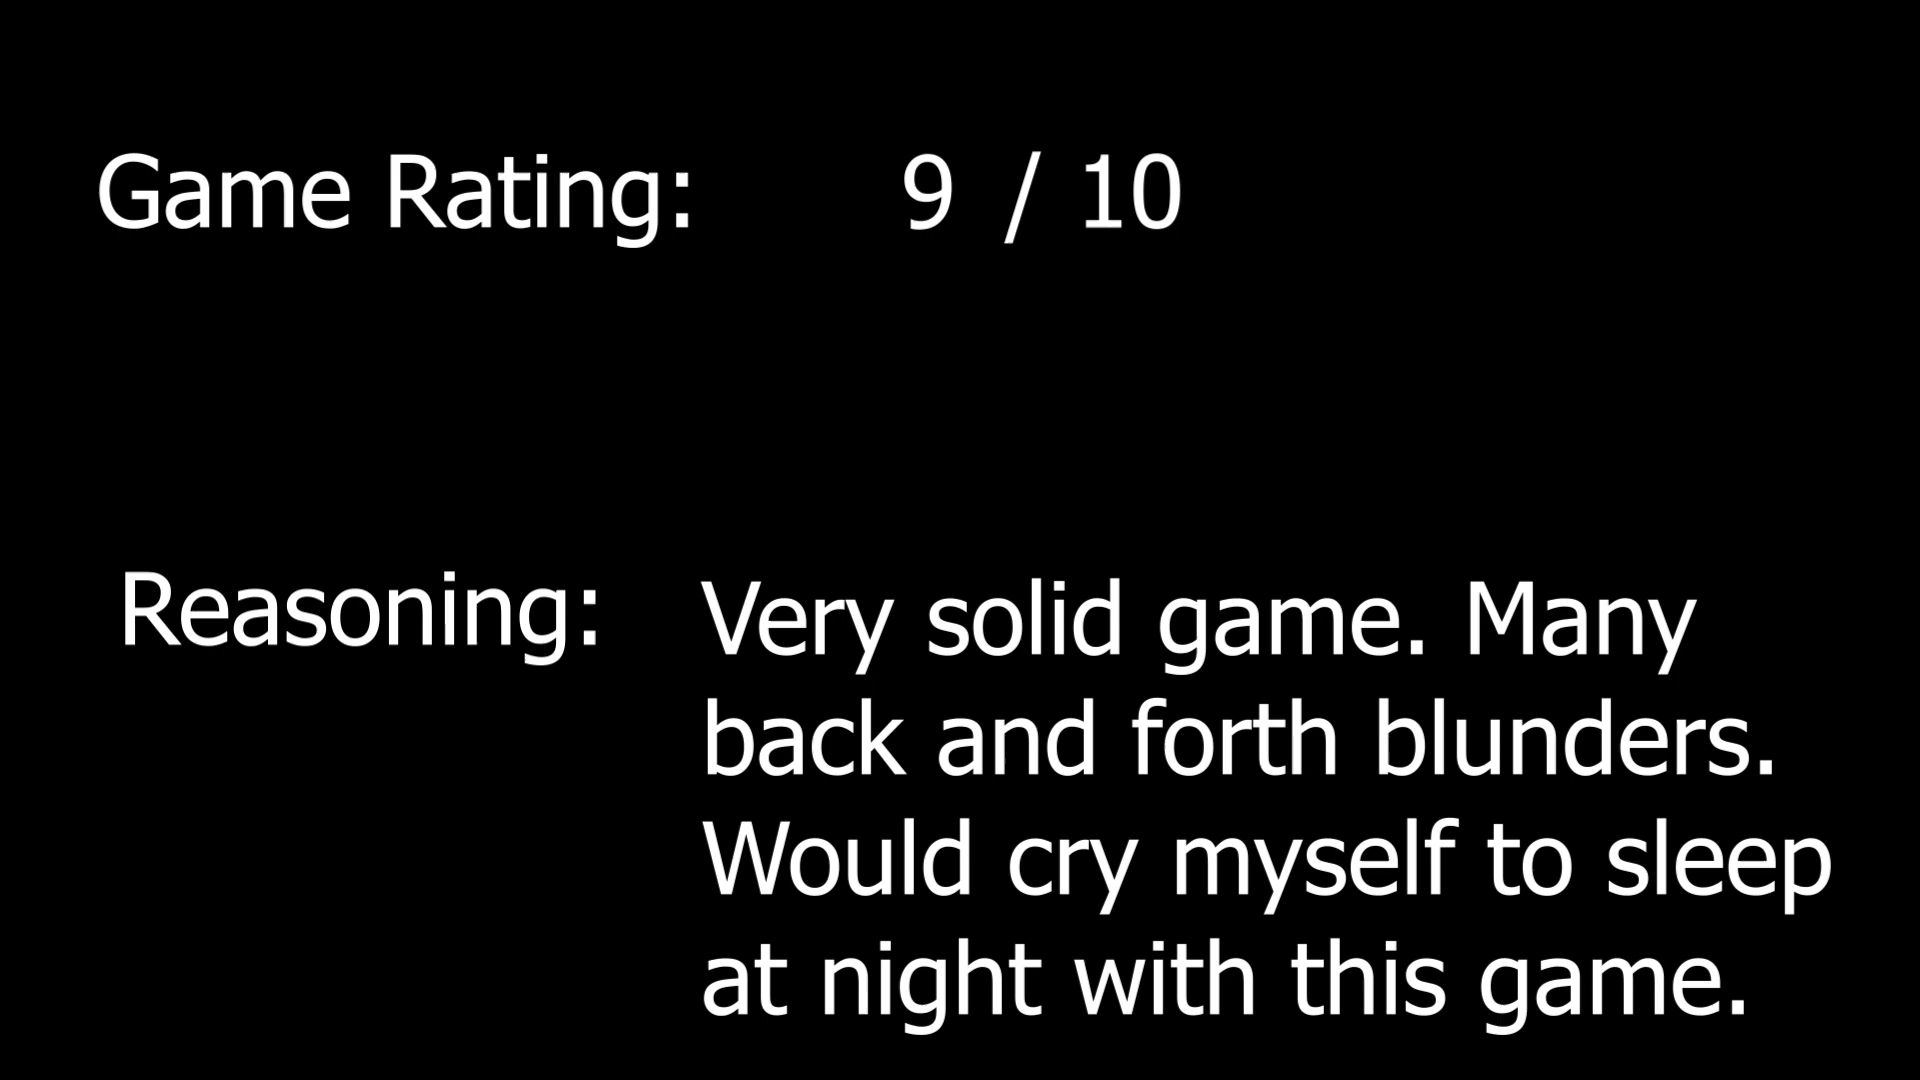 Game Rating: 9 / 10
Reasoning: Very solid game. Many
back and forth blunders.
Would cry myself to sleep
at night with this game.